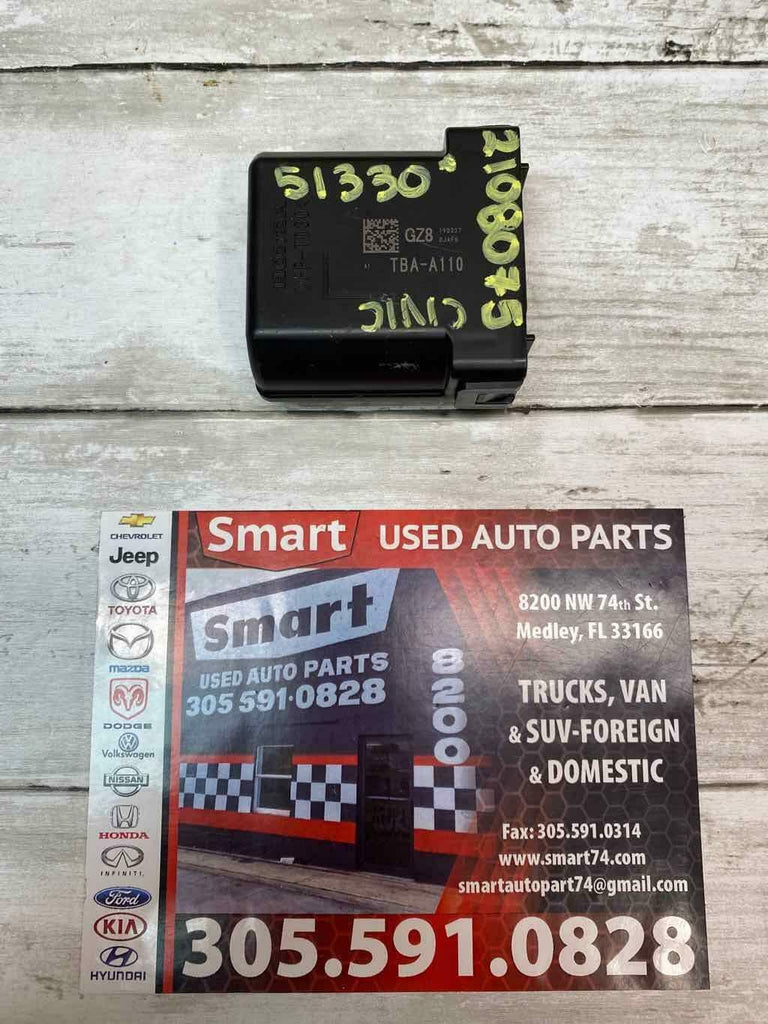 51330
2108075
GZ8
TBA-A110
CIVIC
CHEVROLET
Jeep
TOYOTA
mazda
DODGE
Volkswagen
NISSAN
HONDA
INFINITI
Ford
KIA
HYUNDAI
Smart USED AUTO PARTS
8200 NW 74th St.
Medley, FL 33166
Smart
USED AUTO PARTS
305 591·0828
8200
TRUCKS, VAN
& SUV-FOREIGN
& DOMESTIC
Fax: 305.591.0314
www.smart74.com
smartautopart74@gmail.com
305.591.0828